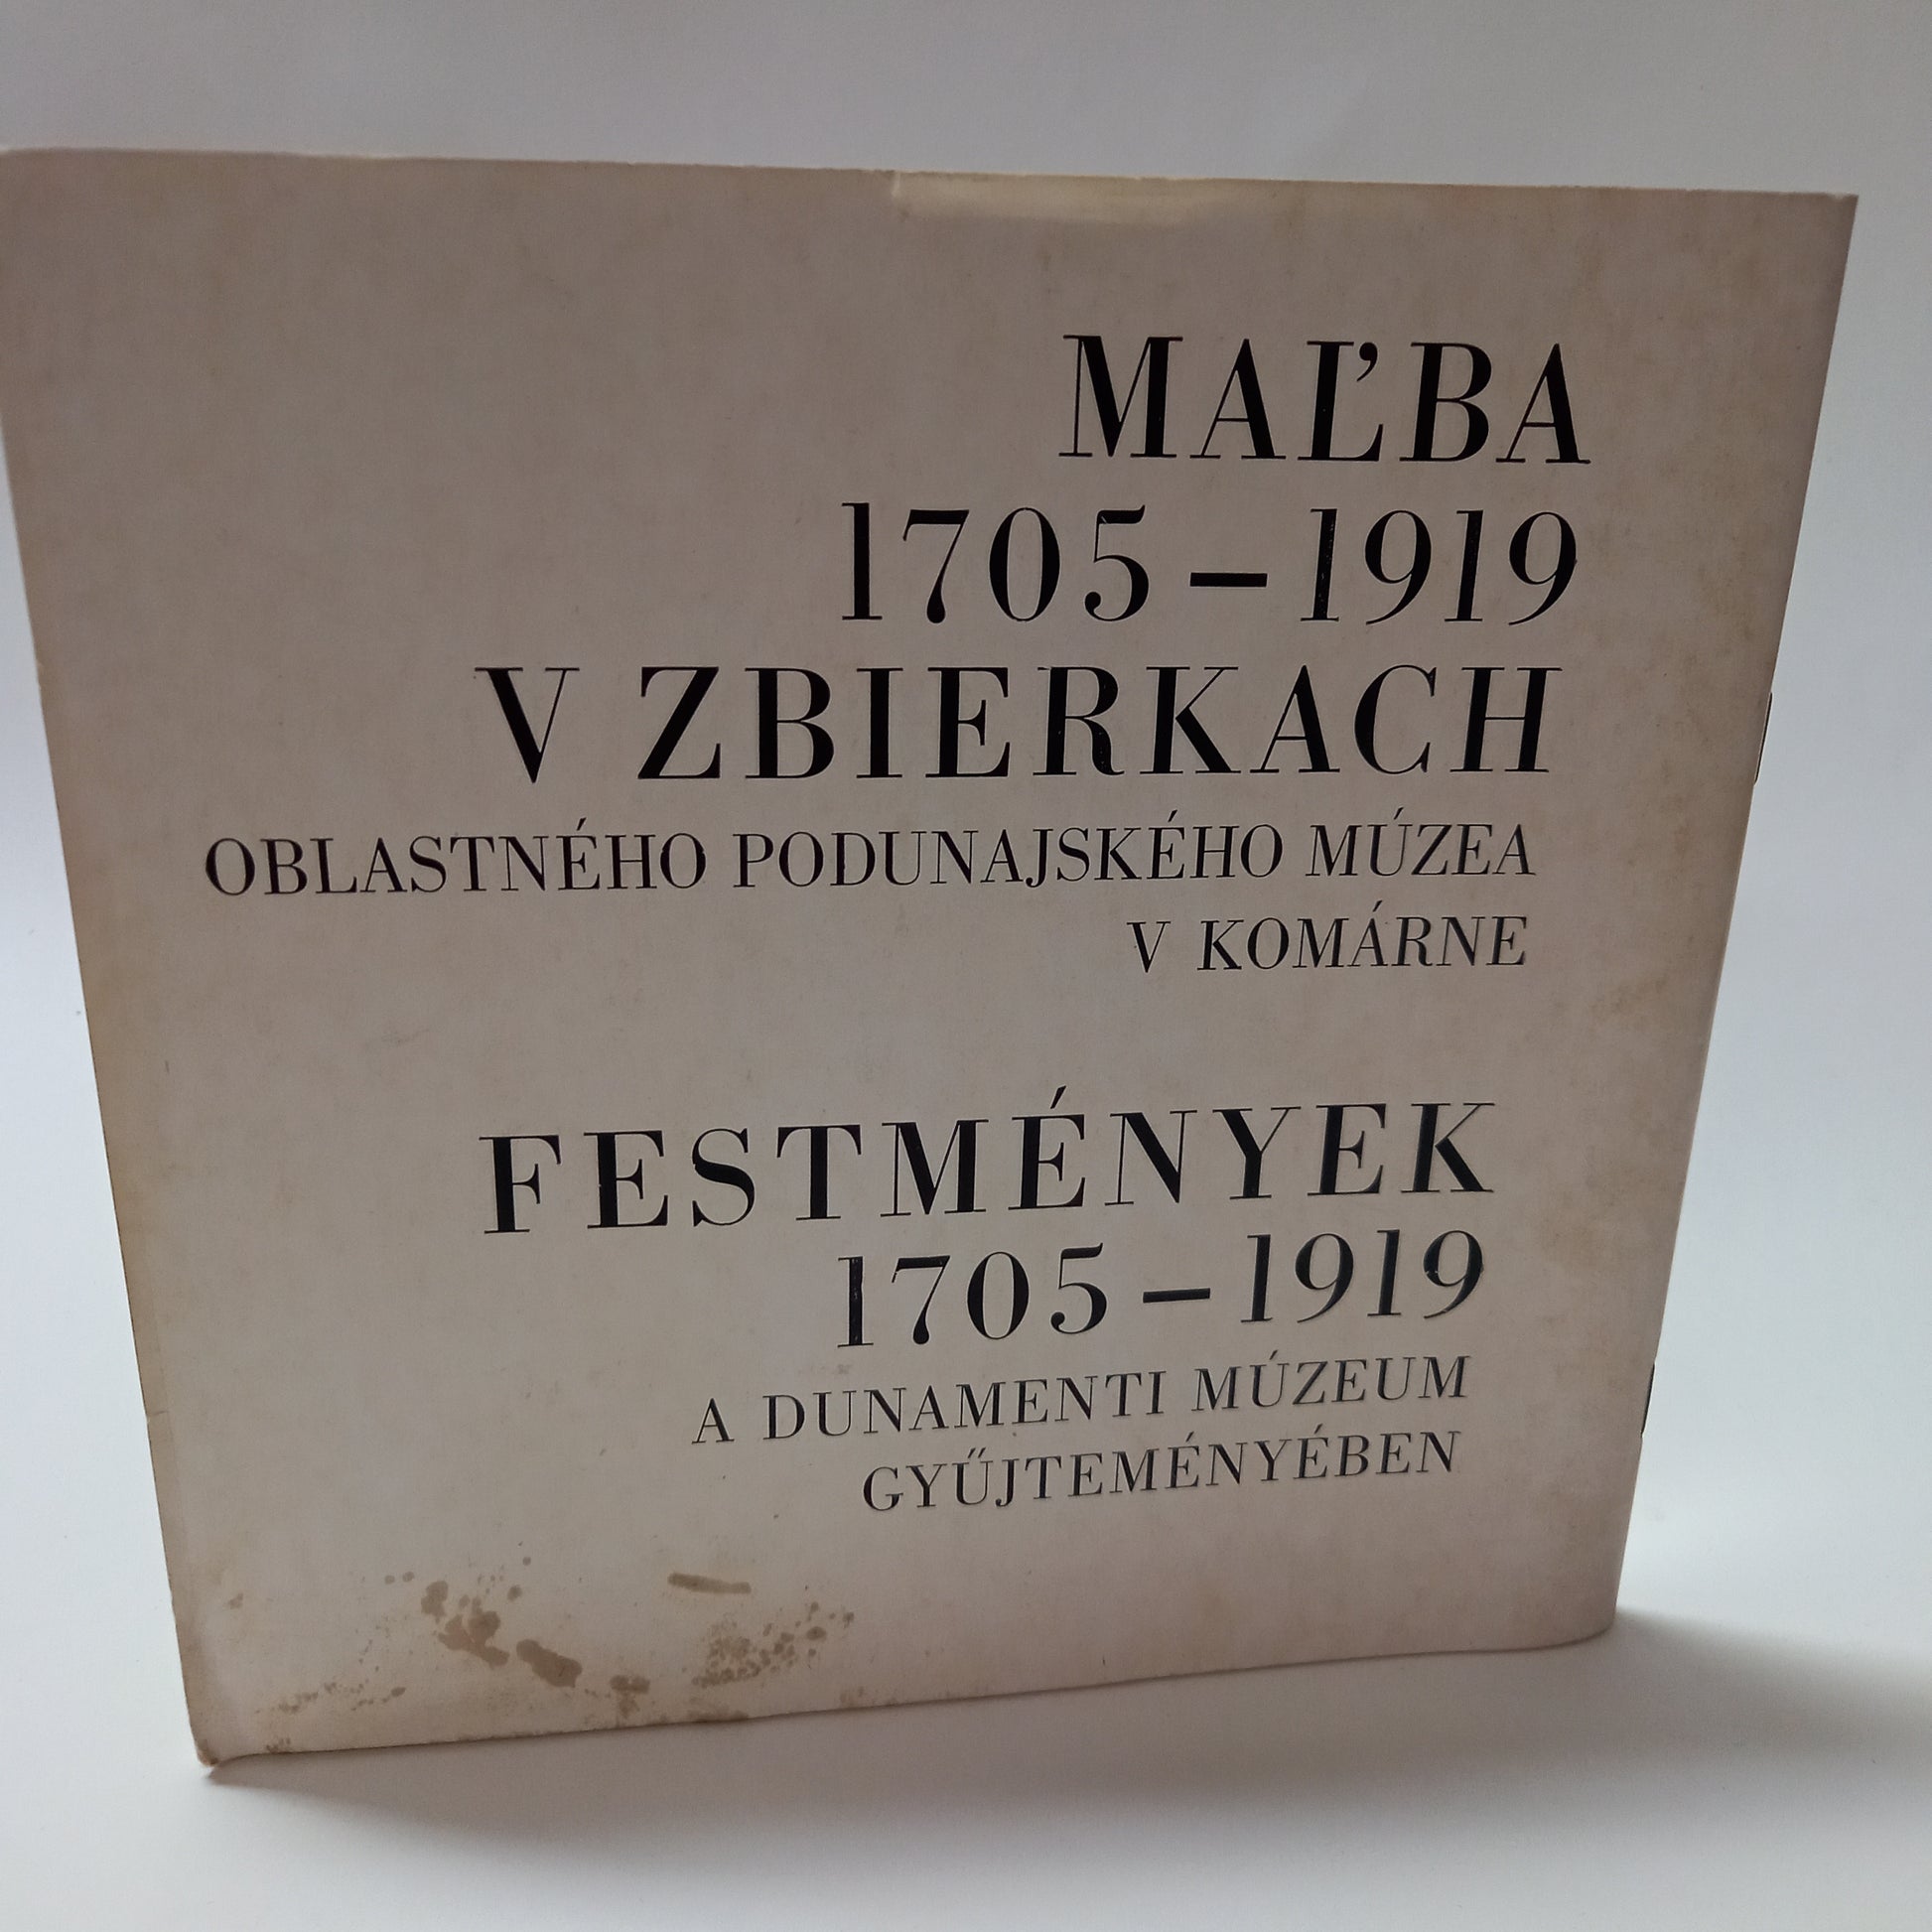 MAĽBA
1705–1919
V ZBIERKACH
OBLASTNÉHO PODUNAJSKÉHO MÚZEA
V KOMÁRNE
FESTMÉNYEK
1705–1919
A DUNAMENTI MÚZEUM
GYŰJTEMÉNYÉBEN